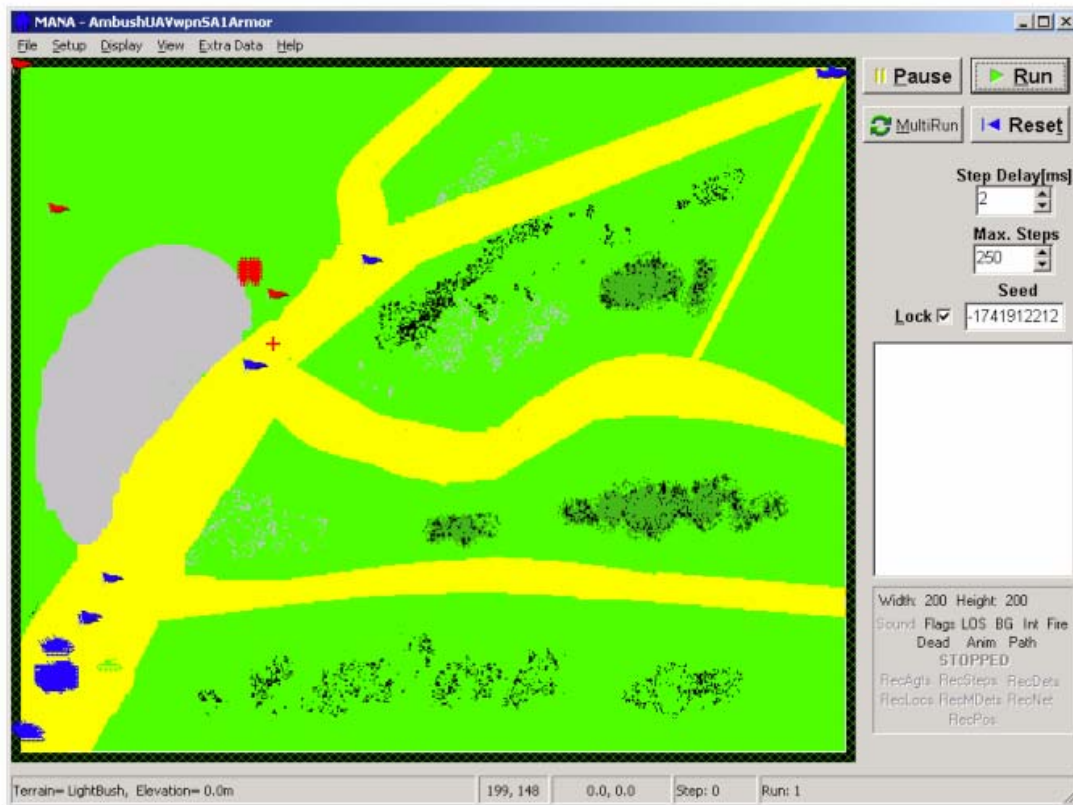 MANA - AmbushUAVwpnSA1Armor
File Setup Display View Extra Data Help
Pause Run
MultiRun Reset
Step Delay[ms]
2
Max. Steps
250
Seed
Lock -1741912212
Width: 200 Height: 200
Sound Flags LOS BG Int Fire
Dead Anim Path
STOPPED
RecAgts RecSteps RecDets
RecLocs RecMDets RecNet
RecPos
Terrain= LightBush, Elevation= 0.0m 199, 148 0.0, 0.0 Step: 0 Run: 1